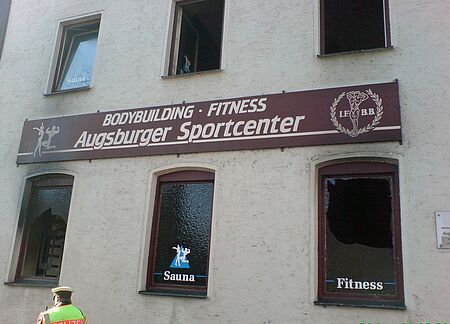 Sauna
BODYBUILDING · FITNESS
Augsburger Sportcenter
I.F. B.B.
Sauna
Fitness